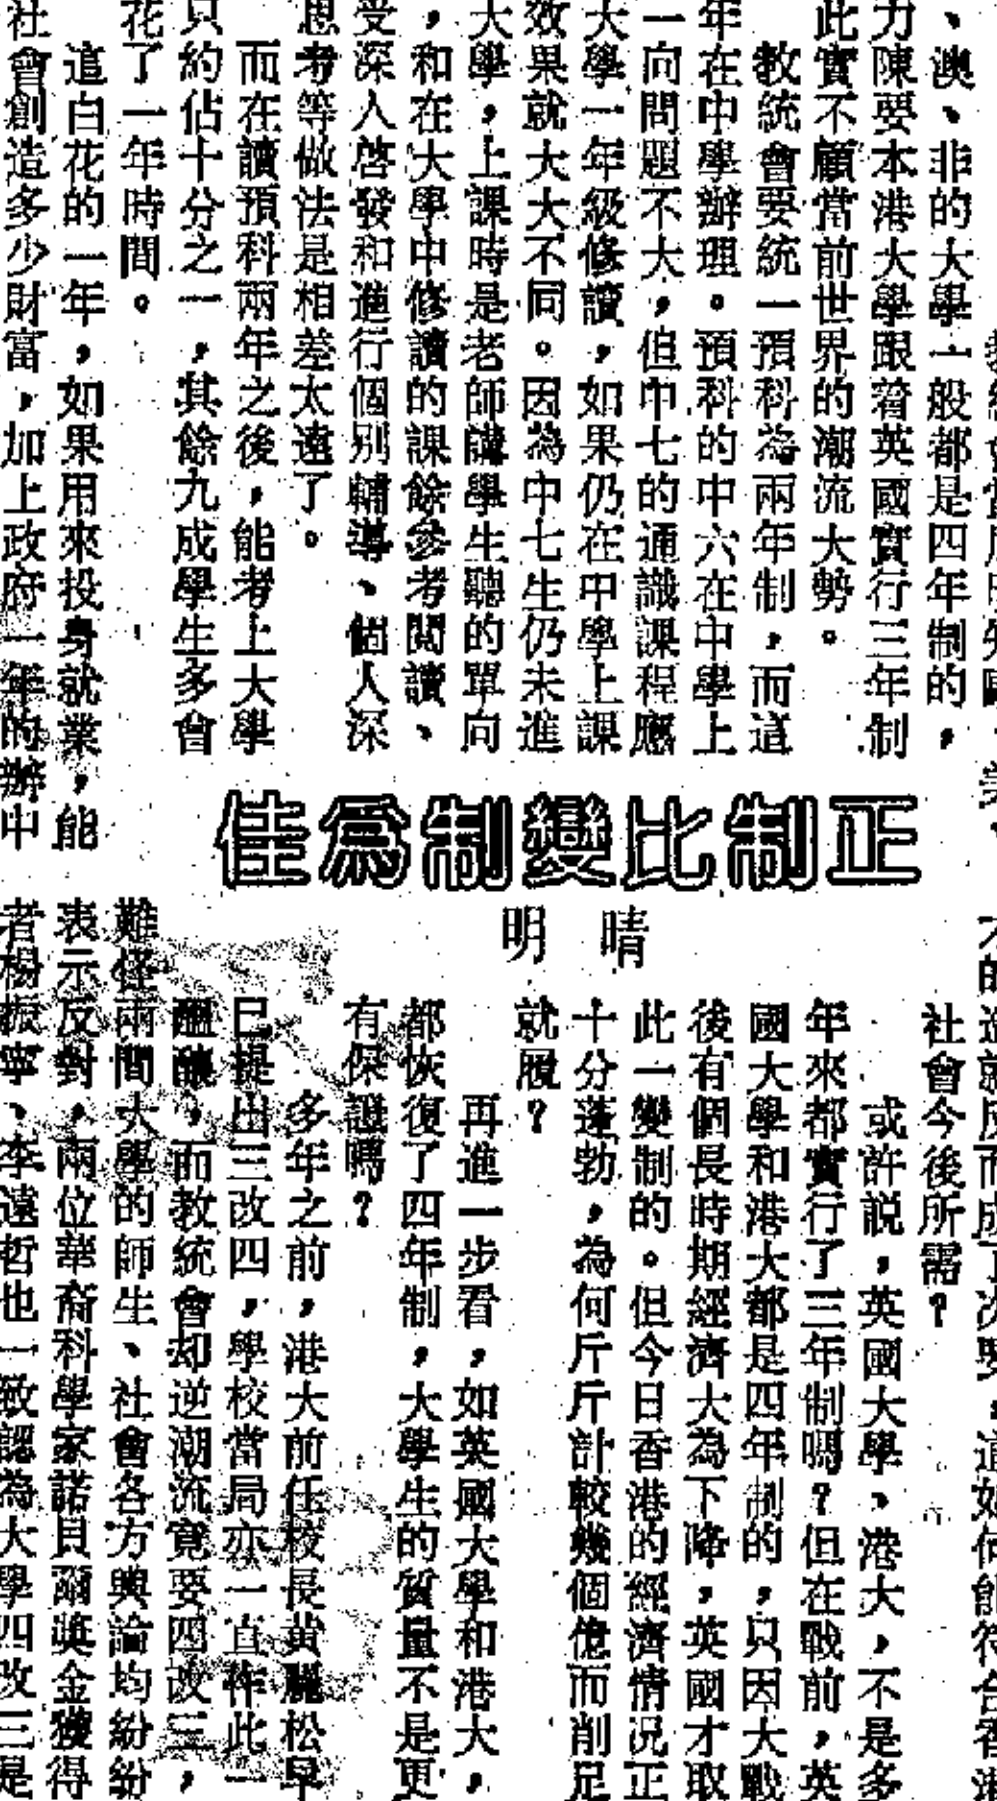 正制比變制為佳
晴明
、澳、非的大學一般都是四年制的，
力陳要本港大學跟着英國實行三年制
此實不顧當前世界的潮流大勢。
教統會要統一預科為兩年制，而這
年在中學辦理。預科的中六在中學上
一向問題不大，但中七的通識課程應
大學一年級修讀，如果仍在中學上課
效果就大大不同。因為中七生仍未進
大學，上課時是老師講學生聽的單向
，和在大學中修讀的課餘參考閱讀、
受深入啓發和進行個別輔導、個人深
思考等做法是相差太遠了。
而在讀預科兩年之後，能考上大學
只約佔十分之一，其餘九成學生多會
花了一年時間。
這白花的一年，如果用來投身就業，能
社會創造多少財富，加上政府一年的辦中
的造就反而成了次要，這如何能符合香港
社會今後所需？
或許說，英國大學、港大，不是多
年來都實行了三年制嗎？但在戰前，英
國大學和港大都是四年制的，只因大戰
後有個長時期經濟大為下降，英國才取
此一變制的。但今日香港的經濟情況正
十分蓬勃，為何斤斤計較幾個億而削足
就履？
再進一步看，如英國大學和港大，
都恢復了四年制，大學生的質量不是更
有保證嗎？
多年之前，港大前任校長黃麗松早
已提出三改四，學校當局亦一直作此一
醞釀，而教統會却逆潮流竟要四改三，
難怪兩間大學的師生、社會各方輿論均紛紛
表示反對，兩位華裔科學家諾貝爾獎金獲得
者楊振寧、李遠哲也一致認為大學四改三是